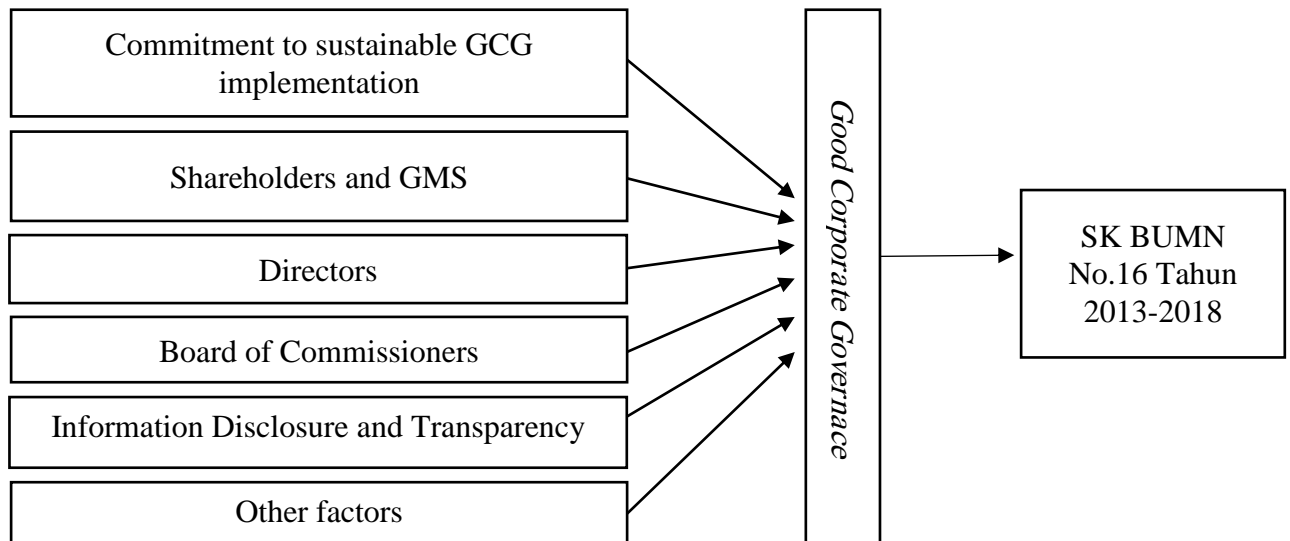 Commitment to sustainable GCG
implementation
Shareholders and GMS
Directors
Board of Commissioners
Information Disclosure and Transparency
Other factors
Good Corporate Governace
SK BUMN
No.16 Tahun
2013-2018